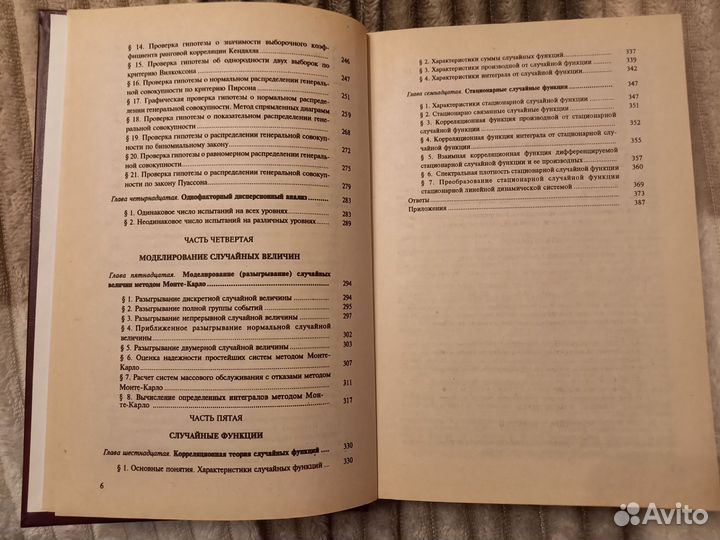 § 14. Проверка гипотезы о значимости выборочного коэф-
фициента ранговой корреляции Кендалла 246
§ 15. Проверка гипотезы об однородности двух выборок по
критерию Вилкоксона 247
§ 16. Проверка гипотезы о нормальном распределении генераль-
ной совокупности по критерию Пирсона 251
§ 17. Графическая проверка гипотезы о нормальном распреде-
лении генеральной совокупности. Метод спрямленных диаграмм 259
§ 18. Проверка гипотезы о показательном распределении гене-
ральной совокупности 268
§ 19. Проверка гипотезы о распределении генеральной совокуп-
ности по биномиальному закону 272
§ 20. Проверка гипотезы о равномерном распределении генераль-
ной совокупности 275
§ 21. Проверка гипотезы о распределении генеральной совокупности
по закону Пуассона 279
Глава четырнадцатая. Однофакторный дисперсионный анализ 283
§ 1. Одинаковое число испытаний на всех уровнях 283
§ 2. Неодинаковое число испытаний на различных уровнях 289
ЧАСТЬ ЧЕТВЕРТАЯ
МОДЕЛИРОВАНИЕ СЛУЧАЙНЫХ ВЕЛИЧИН
Глава пятнадцатая. Моделирование (разыгрывание) случайных
величин методом Монте-Карло 294
§ 1. Разыгрывание дискретной случайной величины 294
§ 2. Разыгрывание полной группы событий 295
§ 3. Разыгрывание непрерывной случайной величины 297
§ 4. Приближенное разыгрывание нормальной случайной
величины 302
§ 5. Разыгрывание двумерной случайной величины 303
§ 6. Оценка надежности простейших систем методом Монте-
Карло 307
§ 7. Расчет систем массового обслуживания с отказами методом
Монте-Карло 311
§ 8. Вычисление определенных интегралов методом Мон-
те-Карло 317
ЧАСТЬ ПЯТАЯ
СЛУЧАЙНЫЕ ФУНКЦИИ
Глава шестнадцатая. Корреляционная теория случайных функций 330
§ 1. Основные понятия. Характеристики случайных функций 330
6
§ 2. Характеристики суммы случайных функций 337
§ 3. Характеристики производной от случайной функции 339
§ 4. Характеристики интеграла от случайной функции 342
Глава семнадцатая. Стационарные случайные функции 347
§ 1. Характеристики стационарной случайной функции 347
§ 2. Стационарно связанные случайные функции 351
§ 3. Корреляционная функция производной от стационарной
случайной функции 352
§ 4. Корреляционная функция интеграла от стационарной слу-
чайной функции 355
§ 5. Взаимная корреляционная функция дифференцируемой
стационарной случайной функции и ее производных 357
§ 6. Спектральная плотность стационарной случайной функции 360
§ 7. Преобразование стационарной случайной функции
стационарной линейной динамической системой 369
Ответы 373
Приложения 387
Avito